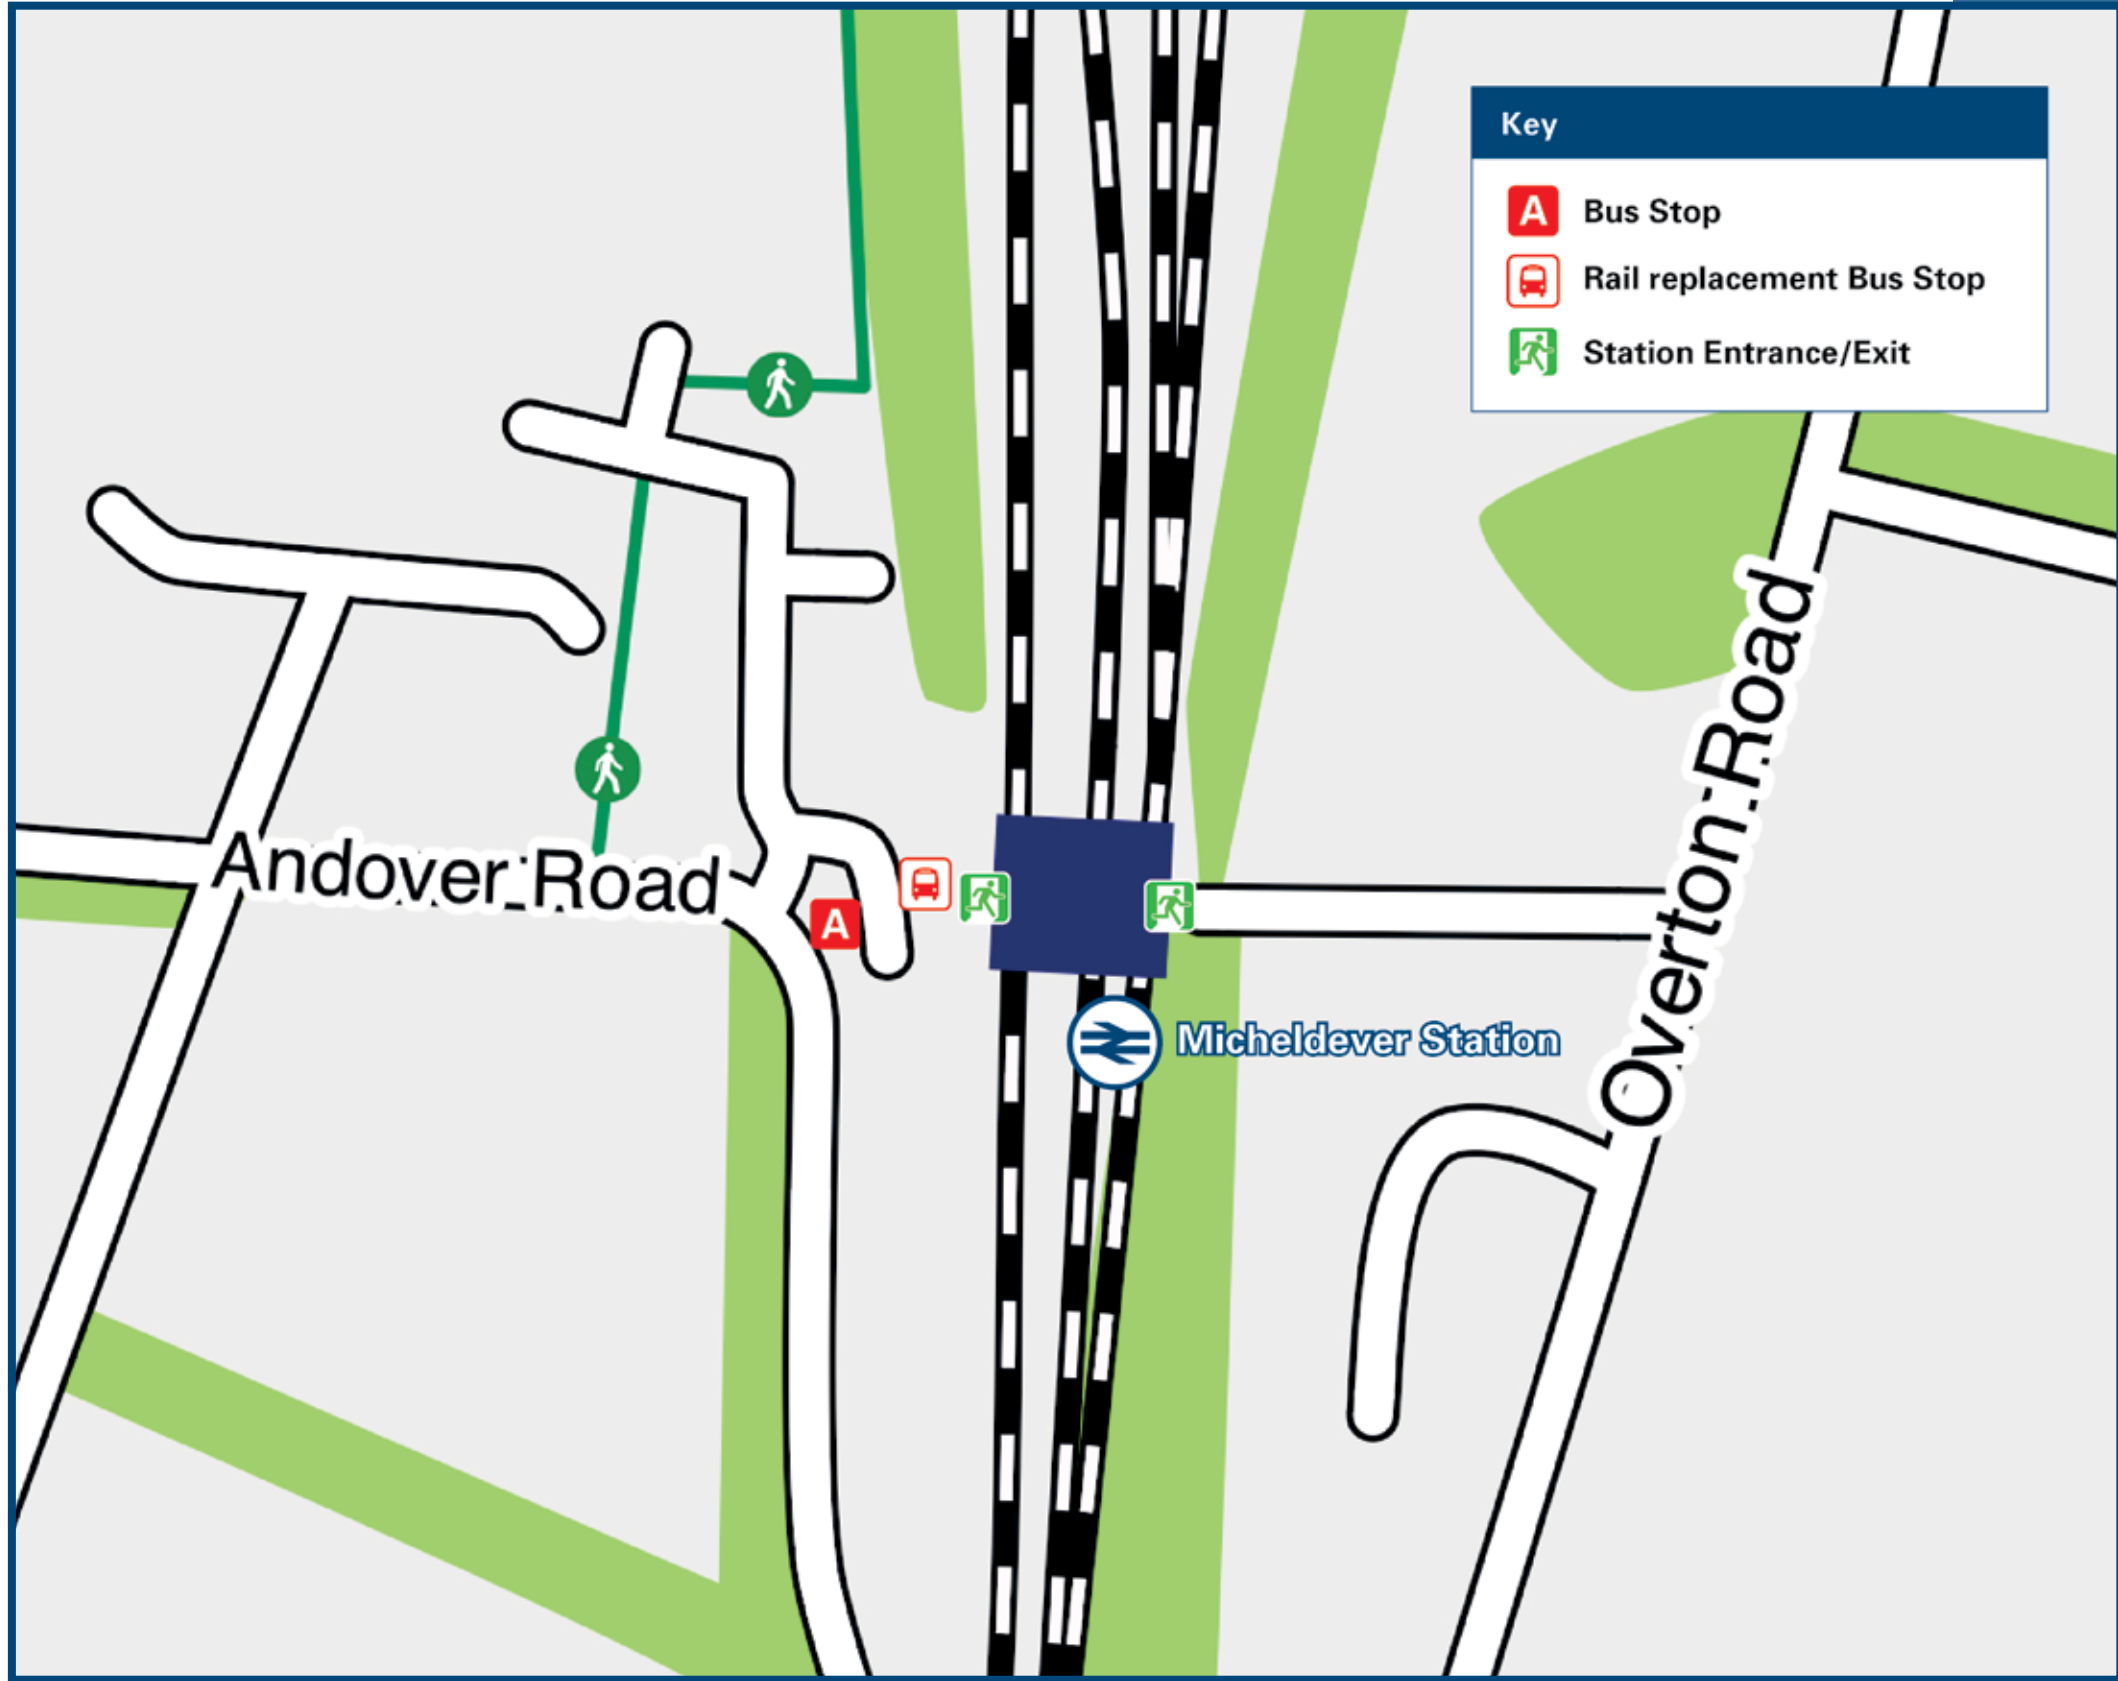 Key
A Bus Stop
Rail replacement Bus Stop
Station Entrance/Exit
Overton Road
Andover Road
A
Micheldever Station